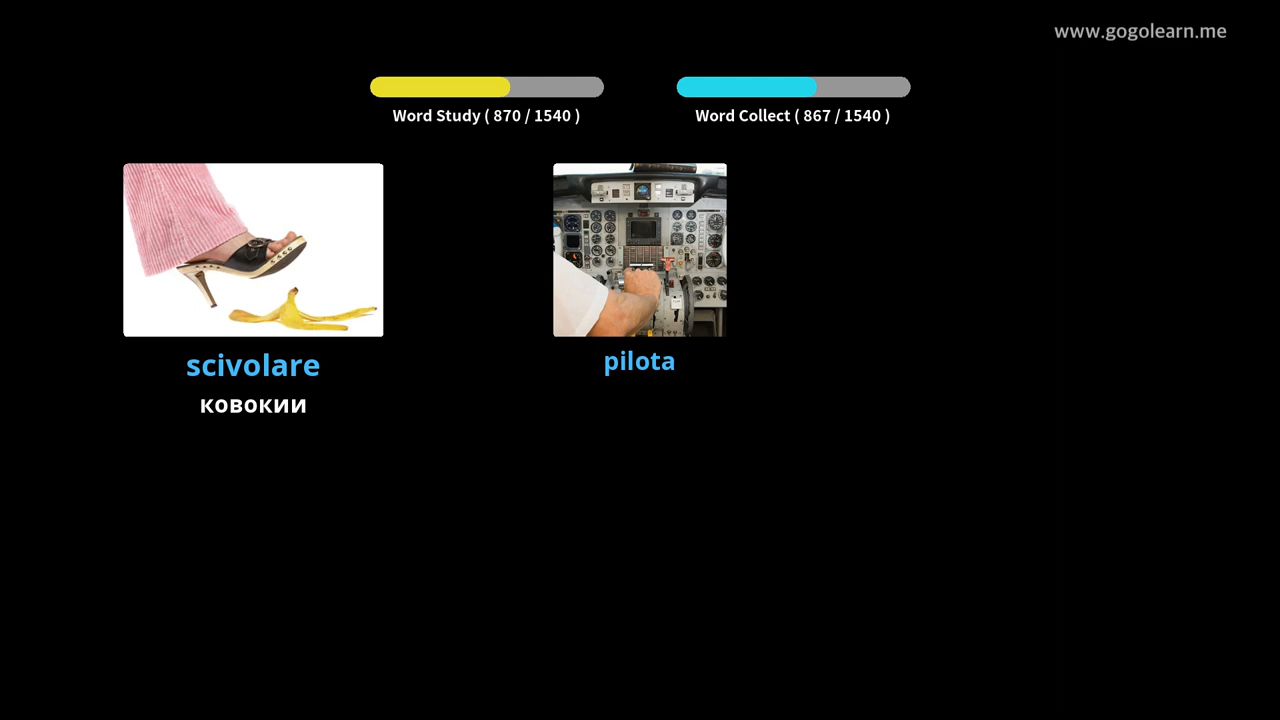 www.gogolearn.me
Word Study ( 870 / 1540 )
Word Collect ( 867 / 1540 )
scivolare
pilota
ковокии